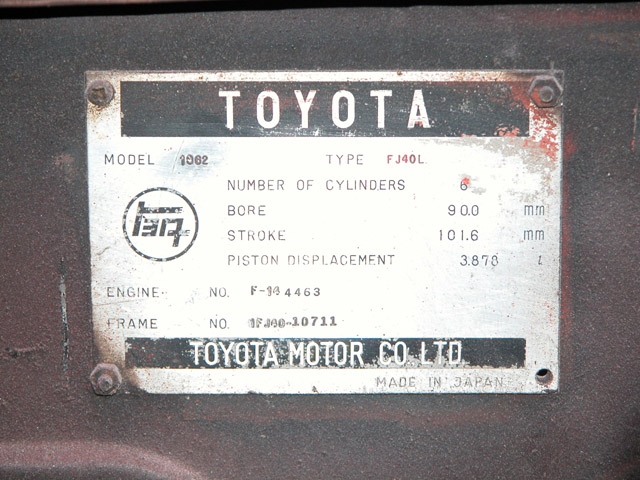 TOYOTA
MODEL 1962 TYPE FJ40L
NUMBER OF CYLINDERS 6
BORE 90.0 mm
STROKE 101.6 mm
PISTON DISPLACEMENT 3.878 l
ENGINE NO. F-144463
FRAME NO. 1FJ40-10711
TOYOTA MOTOR CO LTD.
MADE IN JAPAN